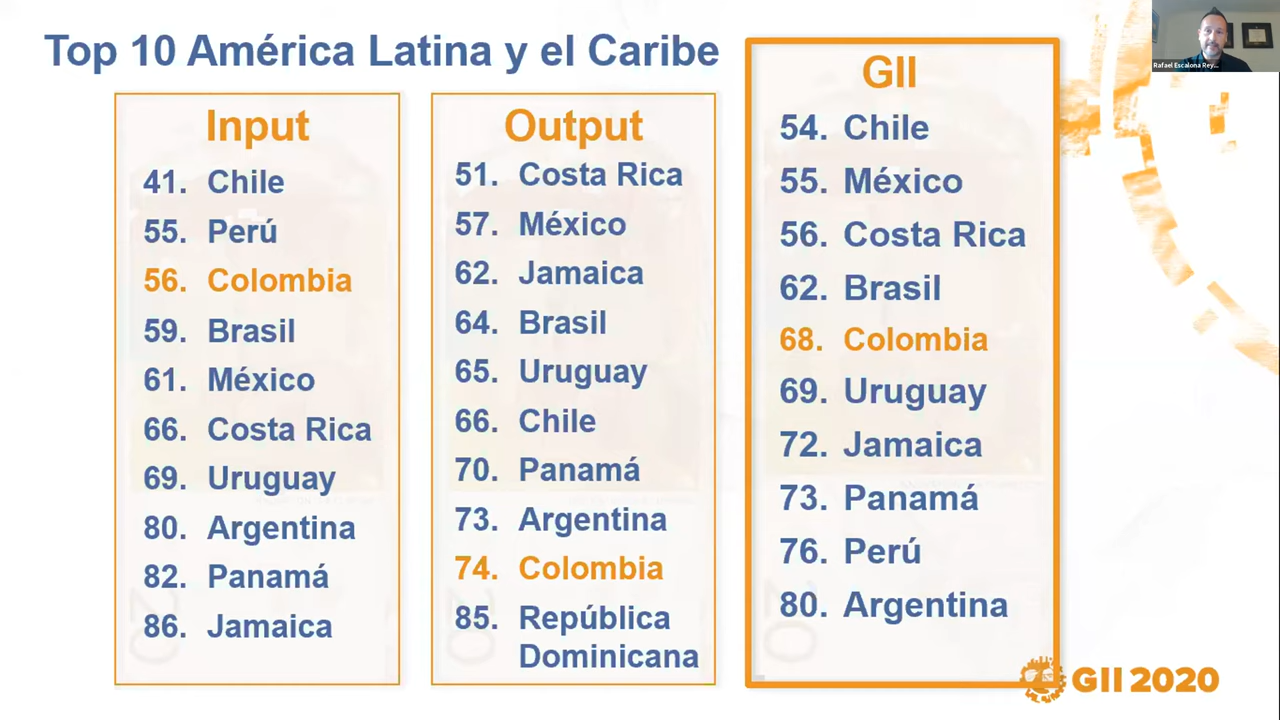 Top 10 América Latina y el Caribe
Input
41. Chile
55. Perú
56. Colombia
59. Brasil
61. México
66. Costa Rica
69. Uruguay
80. Argentina
82. Panamá
86. Jamaica
Output
51. Costa Rica
57. México
62. Jamaica
64. Brasil
65. Uruguay
66. Chile
70. Panamá
73. Argentina
74. Colombia
85. República
Dominicana
GII
54. Chile
55. México
56. Costa Rica
62. Brasil
68. Colombia
69. Uruguay
72. Jamaica
73. Panamá
76. Perú
80. Argentina
Rafael Escalona Rey...
GII 2020